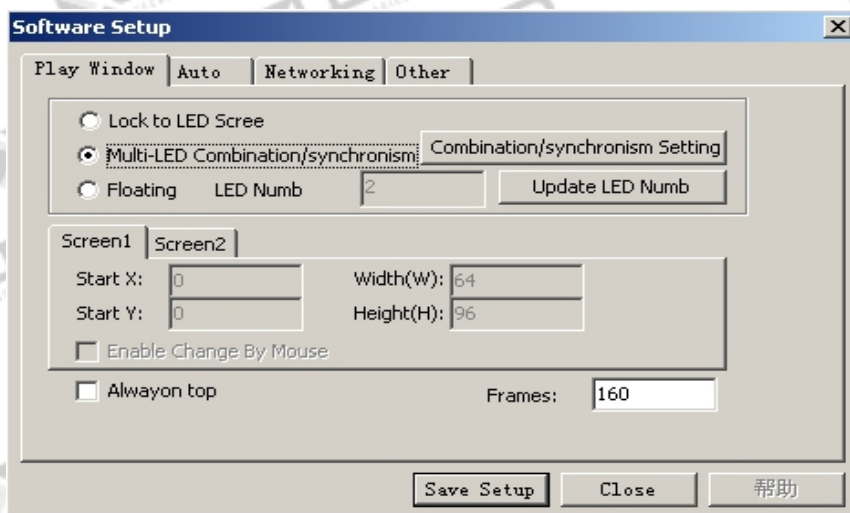 Software Setup
Play Window Auto Networking Other
Lock to LED Scree
Multi-LED Combination/synchronism Combination/synchronism Setting
Floating LED Numb 2 Update LED Numb
Screen1 Screen2
Start X: 0 Width(W): 64
Start Y: 0 Height(H): 96
Enable Change By Mouse
Alwayon top Frames: 160
Save Setup Close 帮助